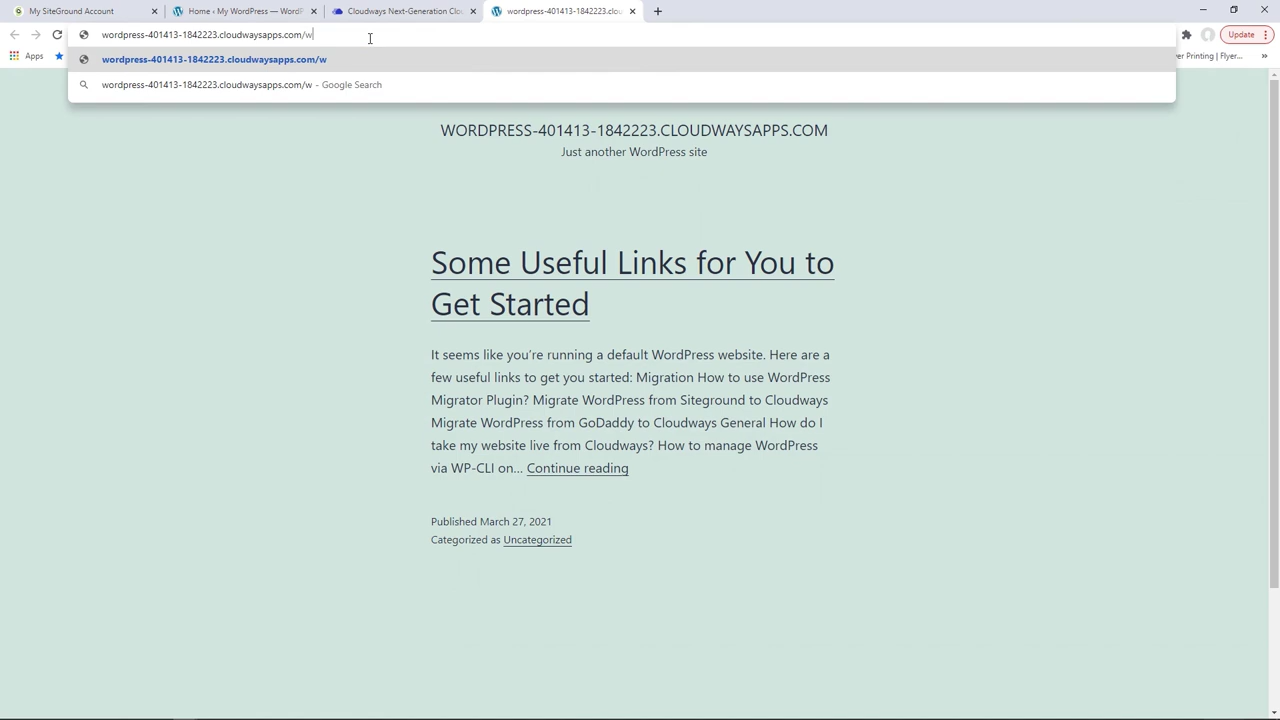 My SiteGround Account
Home ‹ My WordPress — WordP
Cloudways Next-Generation Clou
wordpress-401413-1842223.clou
wordpress-401413-1842223.cloudwaysapps.com/w
Update
wordpress-401413-1842223.cloudwaysapps.com/w
Apps
er Printing | Flyer...
wordpress-401413-1842223.cloudwaysapps.com/w - Google Search
WORDPRESS-401413-1842223.CLOUDWAYSAPPS.COM
Just another WordPress site
Some Useful Links for You to
Get Started
It seems like you're running a default WordPress website. Here are a
few useful links to get you started: Migration How to use WordPress
Migrator Plugin? Migrate WordPress from Siteground to Cloudways
Migrate WordPress from GoDaddy to Cloudways General How do I
take my website live from Cloudways? How to manage WordPress
via WP-CLI on… Continue reading
Published March 27, 2021
Categorized as Uncategorized